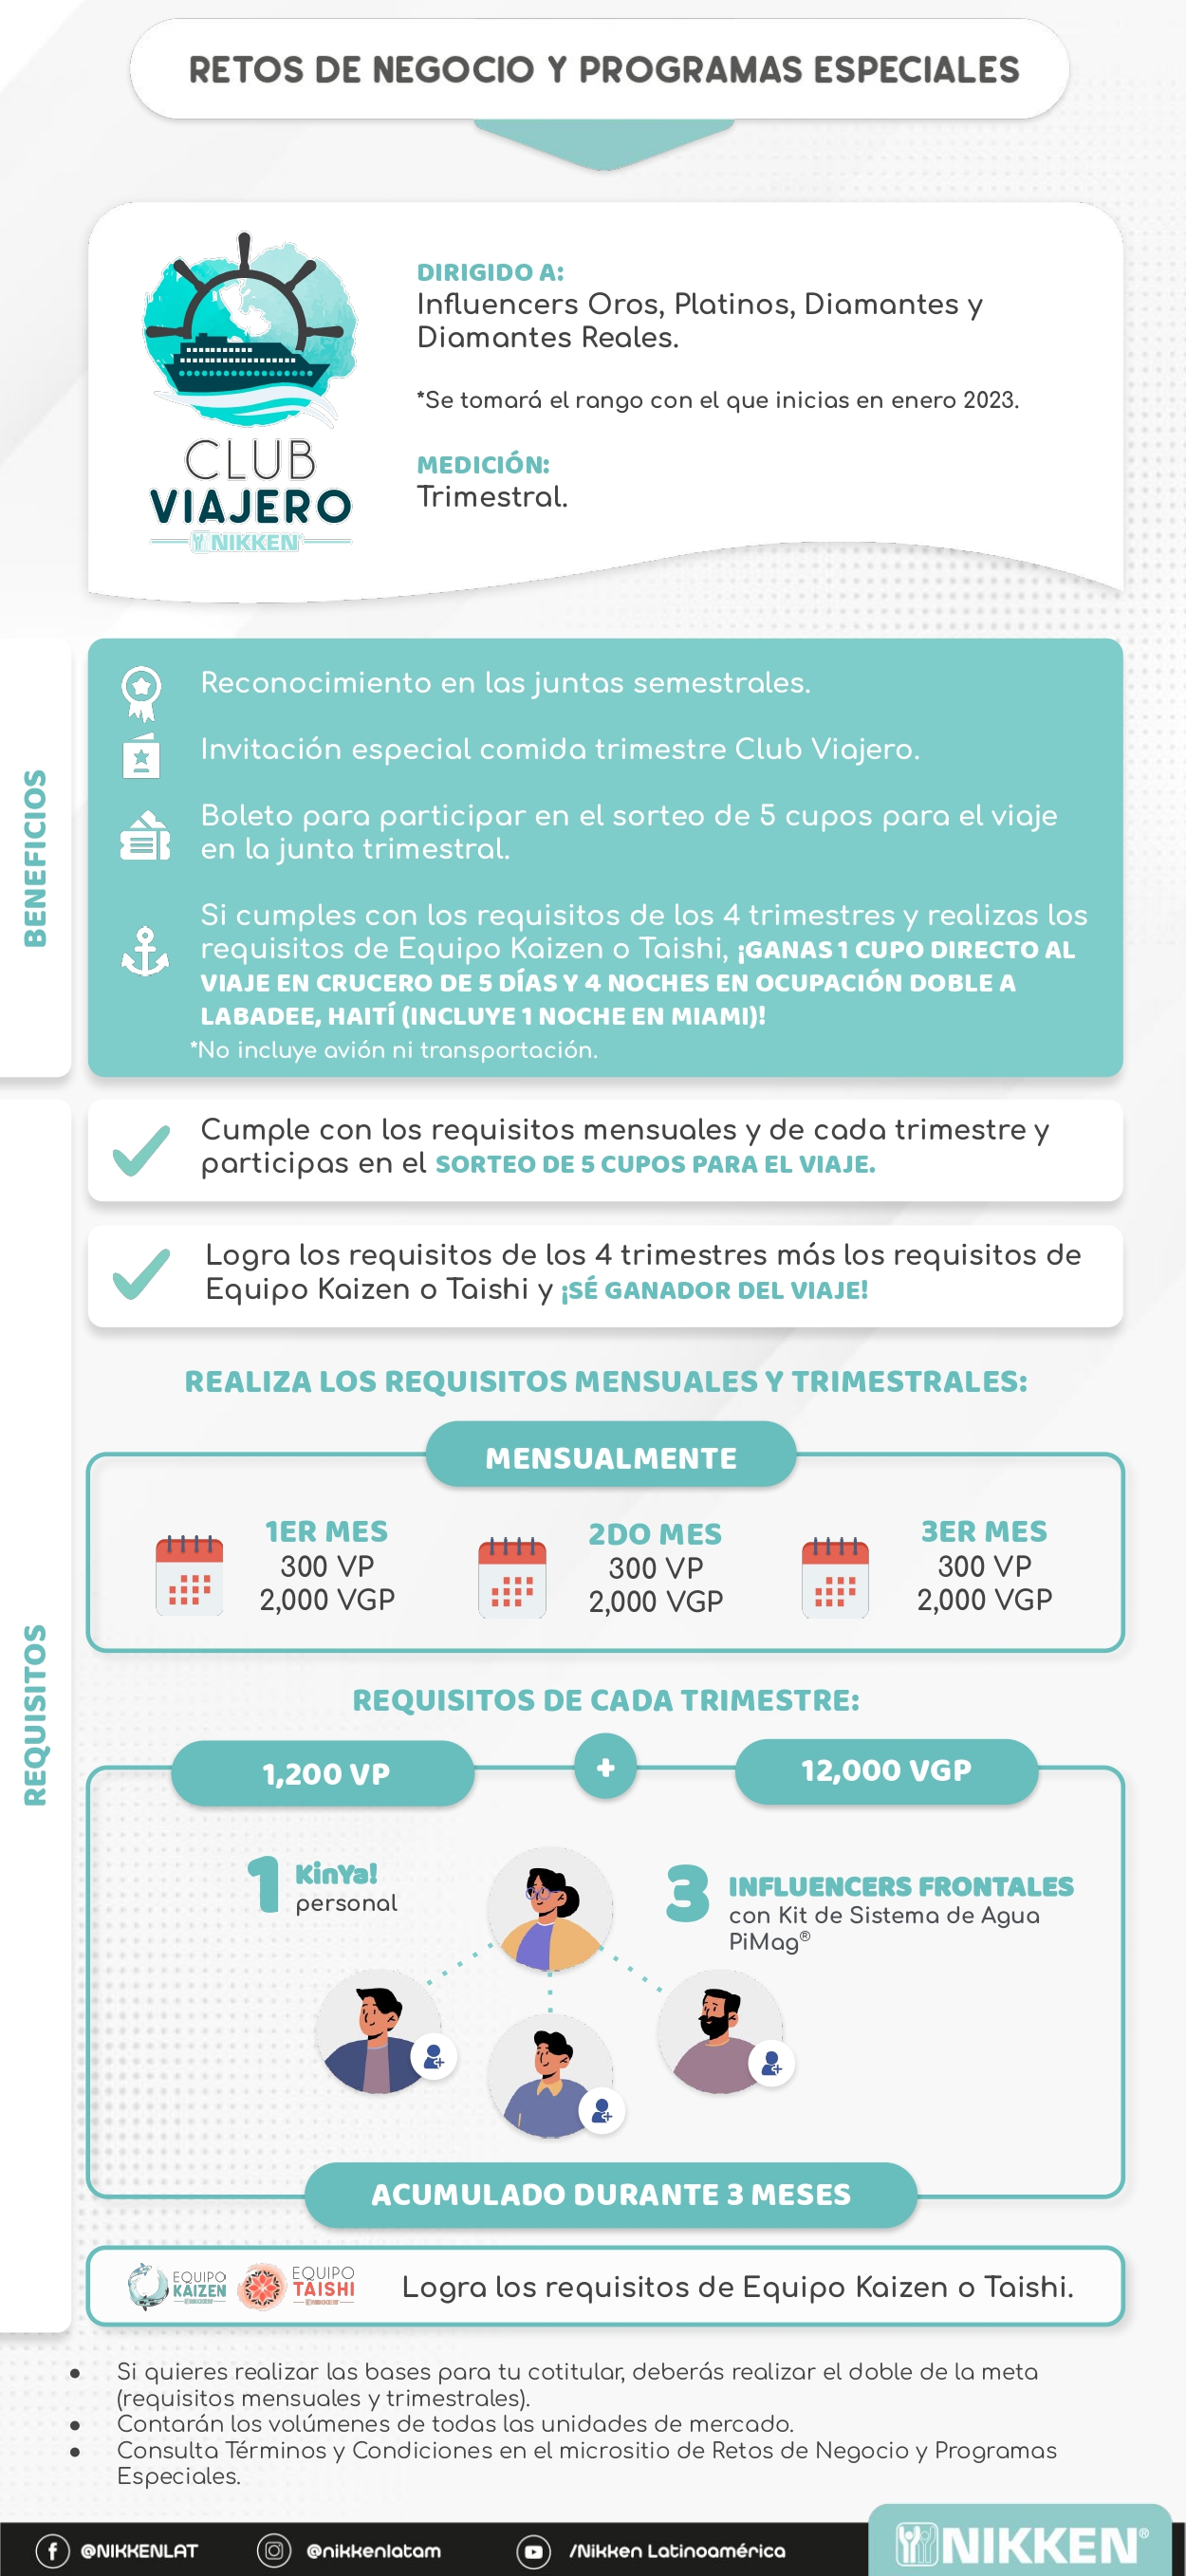 RETOS DE NEGOCIO Y PROGRAMAS ESPECIALES
DIRIGIDO A:
Influencers Oros, Platinos, Diamantes y
Diamantes Reales.
*Se tomará el rango con el que inicias en enero 2023.
MEDICIÓN:
Trimestral.
CLUB
VIAJERO
NIKKEN
BENEFICIOS
Reconocimiento en las juntas semestrales.
Invitación especial comida trimestre Club Viajero.
Boleto para participar en el sorteo de 5 cupos para el viaje
en la junta trimestral.
Si cumples con los requisitos de los 4 trimestres y realizas los
requisitos de Equipo Kaizen o Taishi, ¡GANAS 1 CUPO DIRECTO AL
VIAJE EN CRUCERO DE 5 DÍAS Y 4 NOCHES EN OCUPACIÓN DOBLE A
LABADEE, HAITÍ (INCLUYE 1 NOCHE EN MIAMI)!
*No incluye avión ni transportación.
REQUISITOS
Cumple con los requisitos mensuales y de cada trimestre y
participas en el SORTEO DE 5 CUPOS PARA EL VIAJE.
Logra los requisitos de los 4 trimestres más los requisitos de
Equipo Kaizen o Taishi y ¡SÉ GANADOR DEL VIAJE!
REALIZA LOS REQUISITOS MENSUALES Y TRIMESTRALES:
MENSUALMENTE
1ER MES
300 VP
2,000 VGP
2DO MES
300 VP
2,000 VGP
3ER MES
300 VP
2,000 VGP
REQUISITOS DE CADA TRIMESTRE:
1,200 VP + 12,000 VGP
1 KinYa!
personal
3 INFLUENCERS FRONTALES
con Kit de Sistema de Agua
PiMag®
ACUMULADO DURANTE 3 MESES
EQUIPO
KAIZEN
EQUIPO
TAISHI
Logra los requisitos de Equipo Kaizen o Taishi.
● Si quieres realizar las bases para tu cotitular, deberás realizar el doble de la meta
(requisitos mensuales y trimestrales).
● Contarán los volúmenes de todas las unidades de mercado.
● Consulta Términos y Condiciones en el micrositio de Retos de Negocio y Programas
Especiales.
@NIKKENLAT
@nikkenlatam
/Nikken Latinoamérica
NIKKEN®